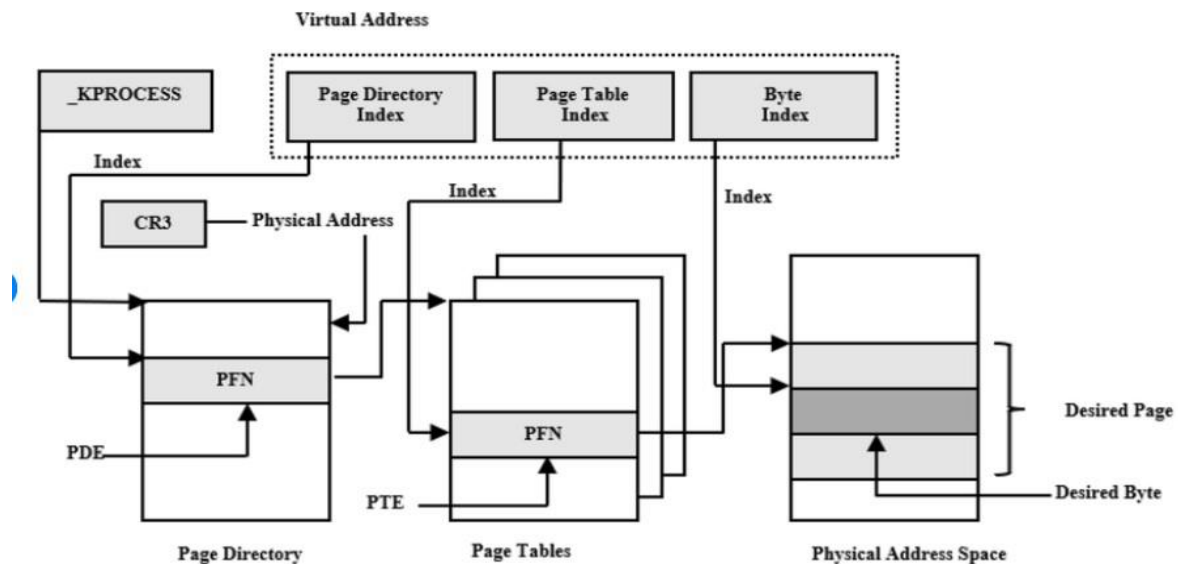 Virtual Address
_KPROCESS
Page Directory
Index
Page Table
Index
Byte
Index
Index
Index
Index
CR3
Physical Address
PFN
PFN
Desired Page
PDE
PTE
Desired Byte
Page Directory
Page Tables
Physical Address Space